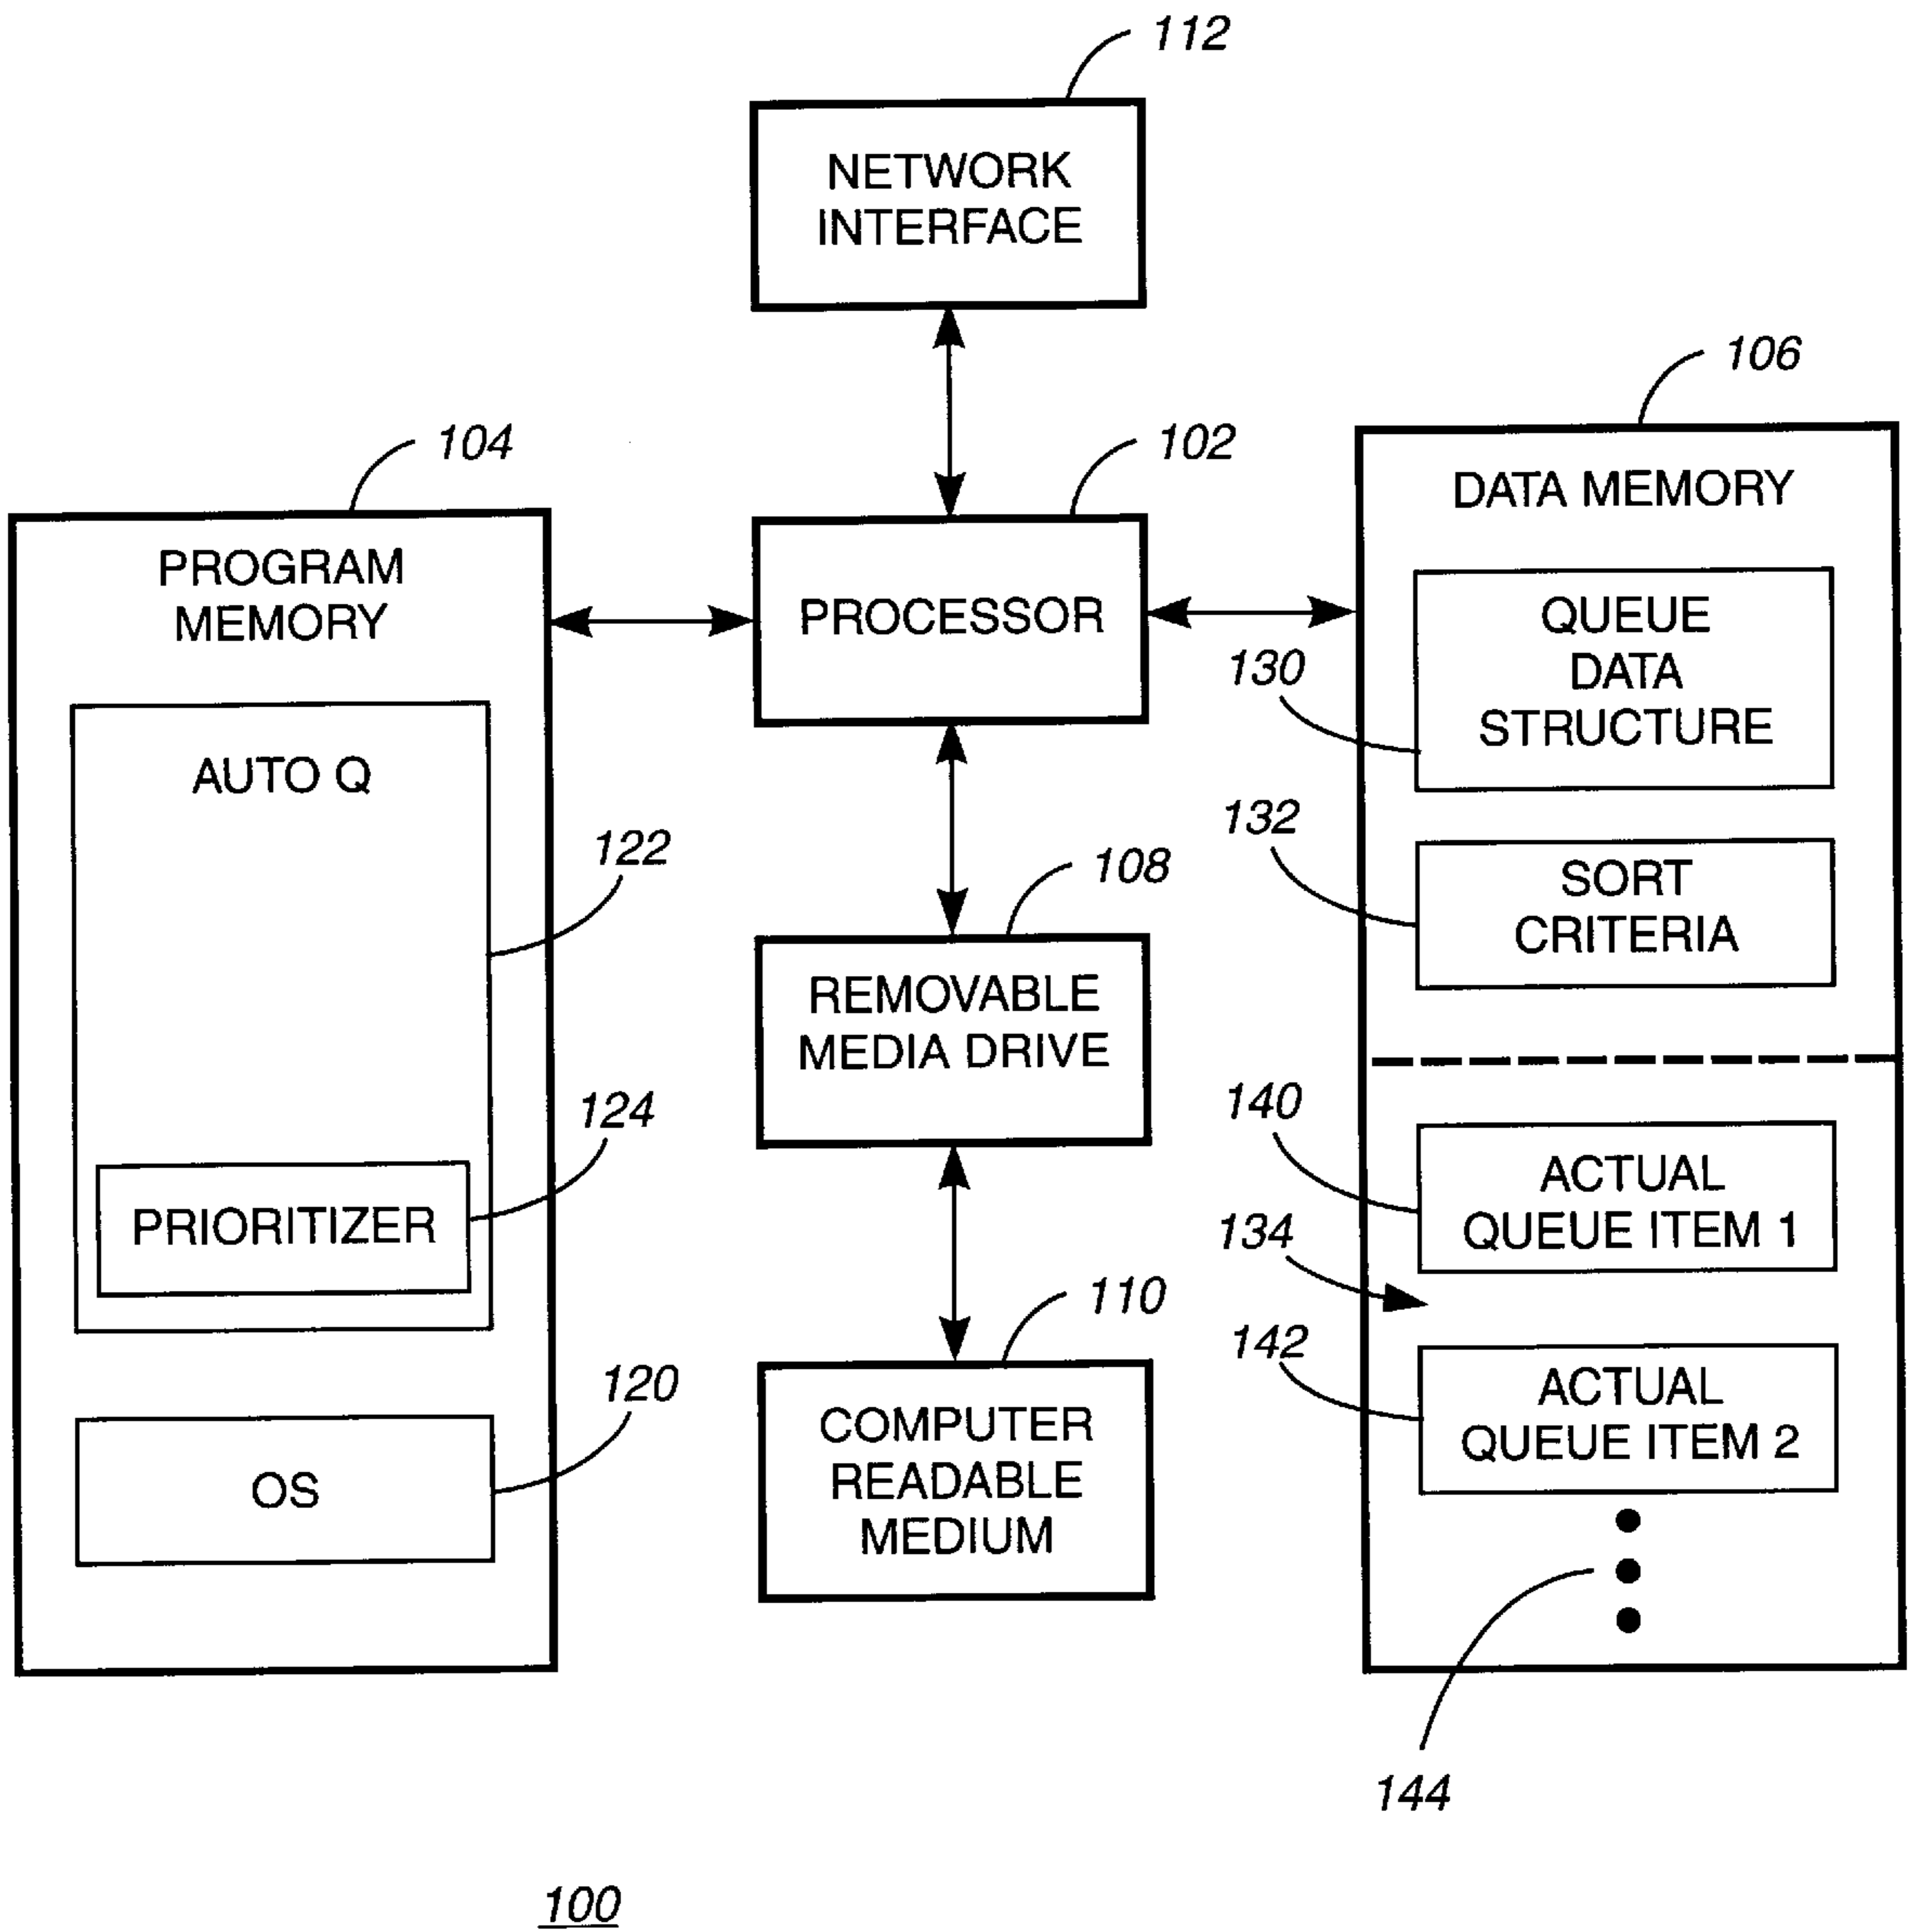 112
NETWORK
INTERFACE
106
104
102
DATA MEMORY
PROGRAM
MEMORY
PROCESSOR
QUEUE
DATA
STRUCTURE
130
AUTO Q
122
132
SORT
CRITERIA
108
REMOVABLE
MEDIA DRIVE
124
PRIORITIZER
140
ACTUAL
QUEUE ITEM 1
134
110
142
ACTUAL
QUEUE ITEM 2
120
OS
COMPUTER
READABLE
MEDIUM
144
100